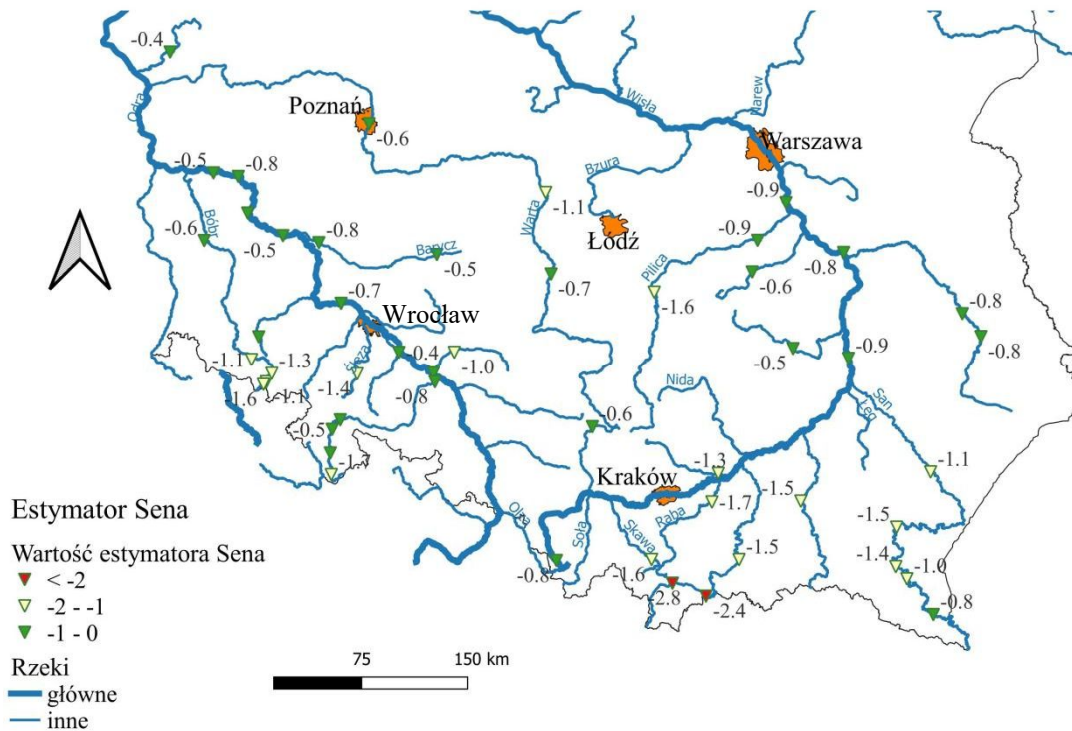 -0.4
Odra
Poznań
-0.6
Wisła
Narew
Warszawa
-0.9
Bzura
-0.5
-0.8
Bóbr
-0.6
-0.5
-0.8
Barycz
-0.5
Warta
-1.1
Łódź
-0.7
Pilica
-0.9
-0.6
-1.6
-0.8
-0.8
-0.8
-0.5
-0.9
-0.7
Wrocław
-0.4
-1.0
-0.8
Ślęza
-1.4
-1.1
-1.3
-1.6
-1.1
-0.5
Nida
San
Łęg
-0.6
-1.3
Kraków
-1.7
-1.5
-1.1
Olza
Soła
Skawa
Raba
-0.8
-1.6
-2.8
-2.4
-1.5
-1.5
-1.4
-1.0
-0.8
Estymator Sena
Wartość estymatora Sena
< -2
-2 - -1
-1 - 0
Rzeki
główne
inne
75
150 km